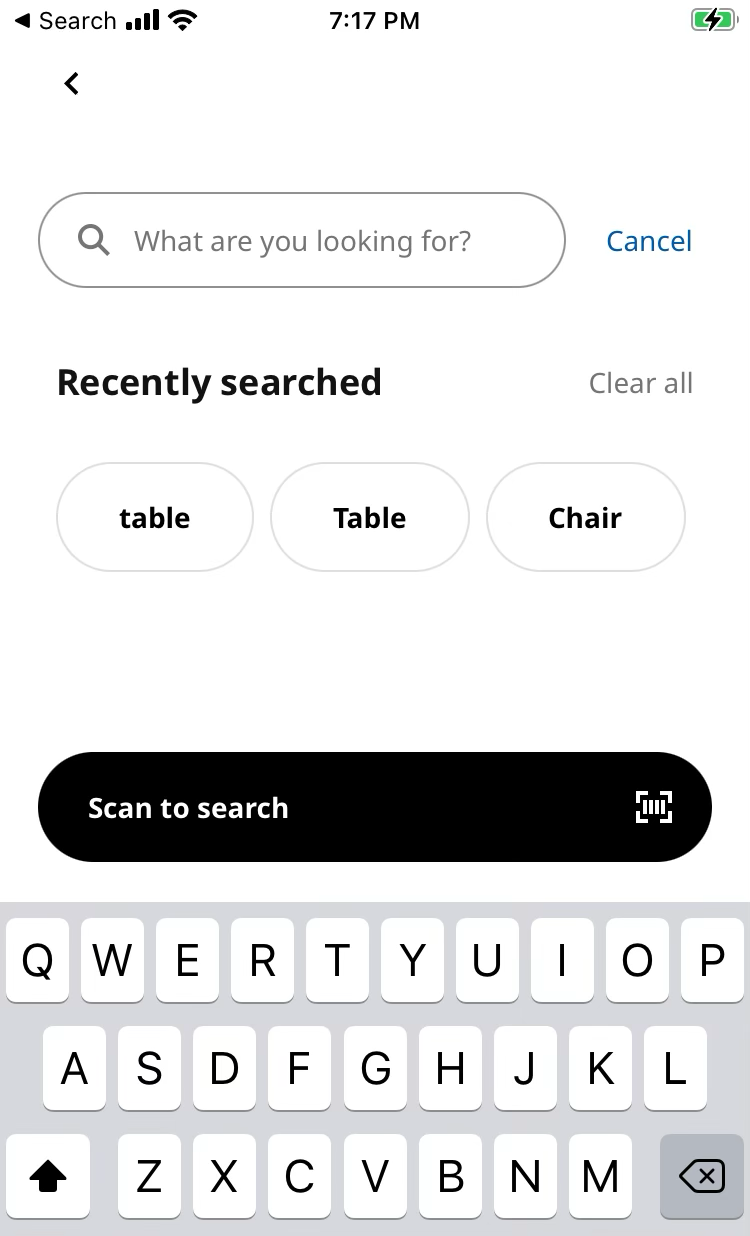 Search 7:17 PM
What are you looking for? Cancel
Recently searched Clear all
table Table Chair
Scan to search
Q W E R T Y U I O P
A S D F G H J K L
Z X C V B N M